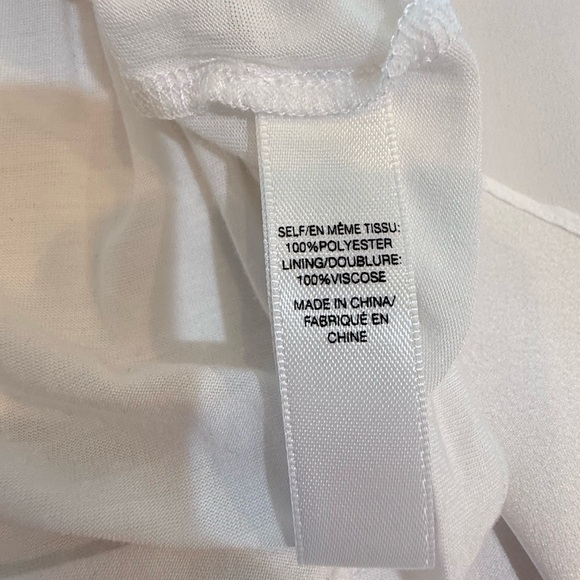 SELF/EN MÊME TISSU:
100%POLYESTER
LINING/DOUBLURE:
100%VISCOSE
MADE IN CHINA/
FABRIQUÉ EN
CHINE